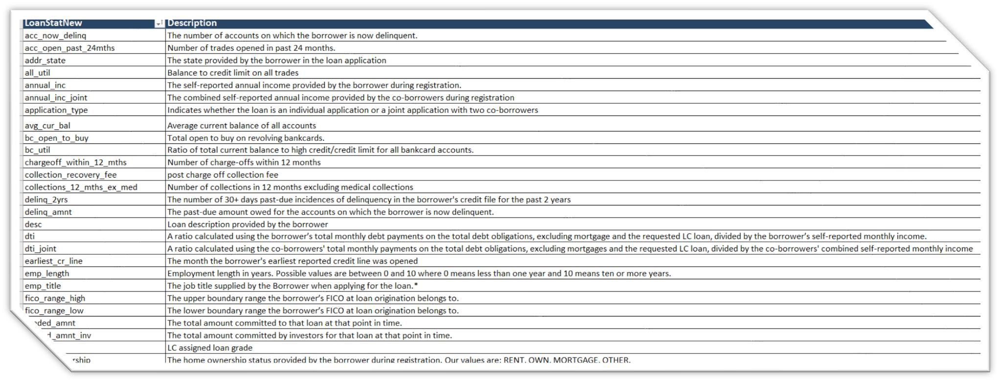 LoanStatNew Description
acc_now_delinq The number of accounts on which the borrower is now delinquent.
acc_open_past_24mths Number of trades opened in past 24 months.
addr_state The state provided by the borrower in the loan application
all_util Balance to credit limit on all trades
annual_inc The self-reported annual income provided by the borrower during registration.
annual_inc_joint The combined self-reported annual income provided by the co-borrowers during registration
application_type Indicates whether the loan is an individual application or a joint application with two co-borrowers
avg_cur_bal Average current balance of all accounts
bc_open_to_buy Total open to buy on revolving bankcards.
bc_util Ratio of total current balance to high credit/credit limit for all bankcard accounts.
chargeoff_within_12_mths Number of charge-offs within 12 months
collection_recovery_fee post charge off collection fee
collections_12_mths_ex_med Number of collections in 12 months excluding medical collections
delinq_2yrs The number of 30+ days past-due incidences of delinquency in the borrower's credit file for the past 2 years
delinq_amnt The past-due amount owed for the accounts on which the borrower is now delinquent.
desc Loan description provided by the borrower
dti A ratio calculated using the borrower’s total monthly debt payments on the total debt obligations, excluding mortgage and the requested LC loan, divided by the borrower’s self-reported monthly income.
dti_joint A ratio calculated using the co-borrowers' total monthly payments on the total debt obligations, excluding mortgages and the requested LC loan, divided by the co-borrowers' combined self-reported monthly income
earliest_cr_line The month the borrower's earliest reported credit line was opened
emp_length Employment length in years. Possible values are between 0 and 10 where 0 means less than one year and 10 means ten or more years.
emp_title The job title supplied by the Borrower when applying for the loan.*
fico_range_high The upper boundary range the borrower’s FICO at loan origination belongs to.
fico_range_low The lower boundary range the borrower’s FICO at loan origination belongs to.
ded_amnt The total amount committed to that loan at that point in time.
d_amnt_inv The total amount committed by investors for that loan at that point in time.
LC assigned loan grade
rship The home ownership status provided by the borrower during registration. Our values are: RENT, OWN, MORTGAGE, OTHER.